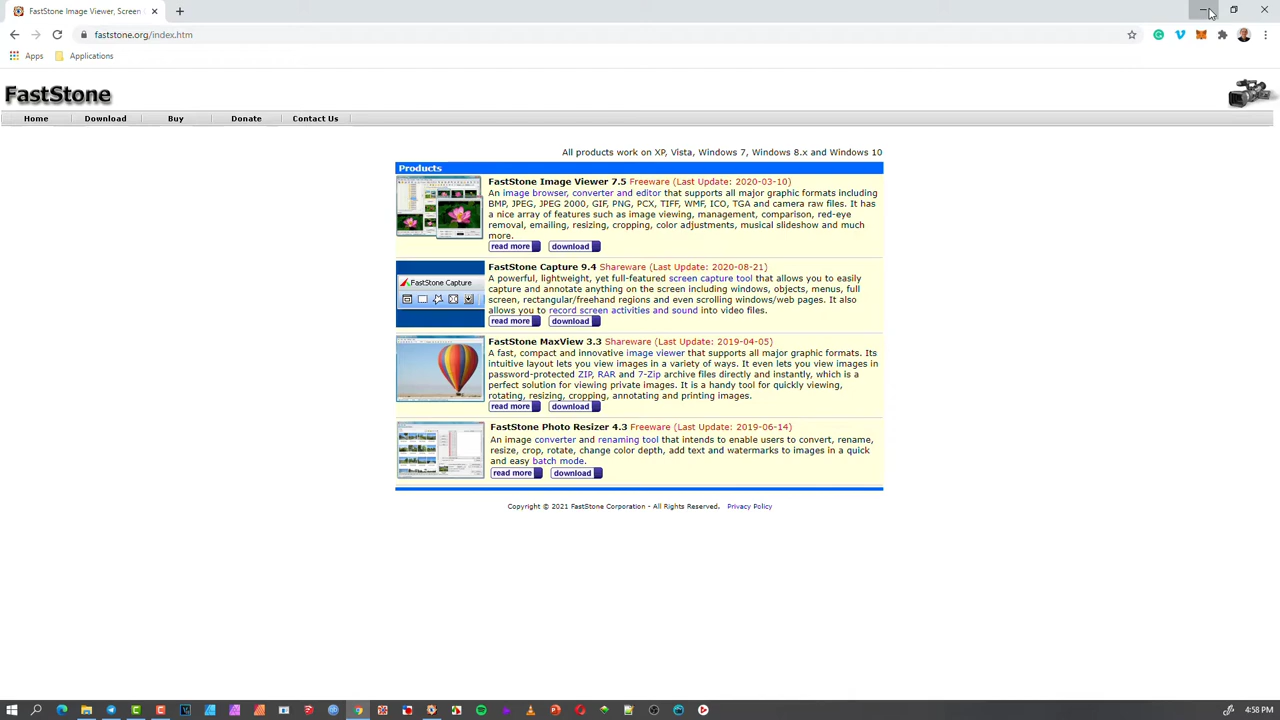 FastStone Image Viewer, Screen
faststone.org/index.htm
Apps
Applications
FastStone
Home
Download
Buy
Donate
Contact Us
All products work on XP, Vista, Windows 7, Windows 8.x and Windows 10
Products
FastStone Image Viewer 7.5 Freeware (Last Update: 2020-03-10)
An image browser, converter and editor that supports all major graphic formats including
BMP, JPEG, JPEG 2000, GIF, PNG, PCX, TIFF, WMF, ICO, TGA and camera raw files. It has
a nice array of features such as image viewing, management, comparison, red-eye
removal, emailing, resizing, cropping, color adjustments, musical slideshow and much
more.
read more
download
FastStone Capture
FastStone Capture 9.4 Shareware (Last Update: 2020-08-21)
A powerful, lightweight, yet full-featured screen capture tool that allows you to easily
capture and annotate anything on the screen including windows, objects, menus, full
screen, rectangular/freehand regions and even scrolling windows/web pages. It also
allows you to record screen activities and sound into video files.
read more
download
FastStone MaxView 3.3 Shareware (Last Update: 2019-04-05)
A fast, compact and innovative image viewer that supports all major graphic formats. Its
intuitive layout lets you view images in a variety of ways. It even lets you view images in
password-protected ZIP, RAR and 7-Zip archive files directly and instantly, which is a
perfect solution for viewing private images. It is a handy tool for quickly viewing,
rotating, resizing, cropping, annotating and printing images.
read more
download
FastStone Photo Resizer 4.3 Freeware (Last Update: 2019-06-14)
An image converter and renaming tool that intends to enable users to convert, rename,
resize, crop, rotate, change color depth, add text and watermarks to images in a quick
and easy batch mode.
read more
download
Copyright © 2021 FastStone Corporation - All Rights Reserved. Privacy Policy
4:58 PM